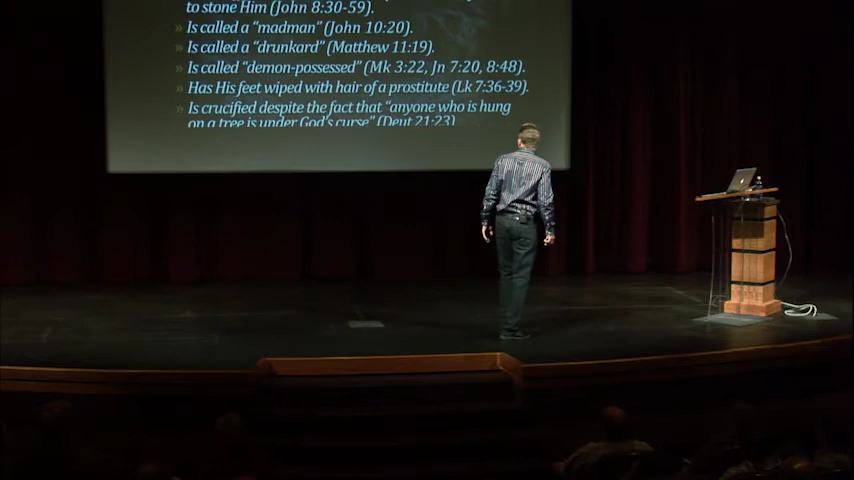 to stone Him (John 8:30-59).
» Is called a “madman” (John 10:20).
» Is called a “drunkard” (Matthew 11:19).
» Is called “demon-possessed” (Mk 3:22, Jn 7:20, 8:48).
» Has His feet wiped with hair of a prostitute (Lk 7:36-39).
» Is crucified despite the fact that “anyone who is hung
on a tree is under God’s curse” (Deut 21:23)